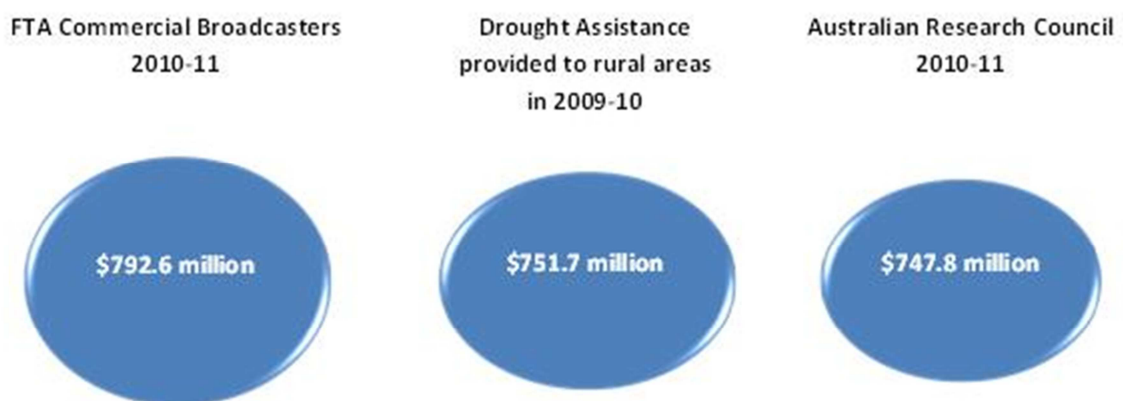 FTA Commercial Broadcasters
2010-11
Drought Assistance
provided to rural areas
in 2009-10
Australian Research Council
2010-11
$792.6 million
$751.7 million
$747.8 million